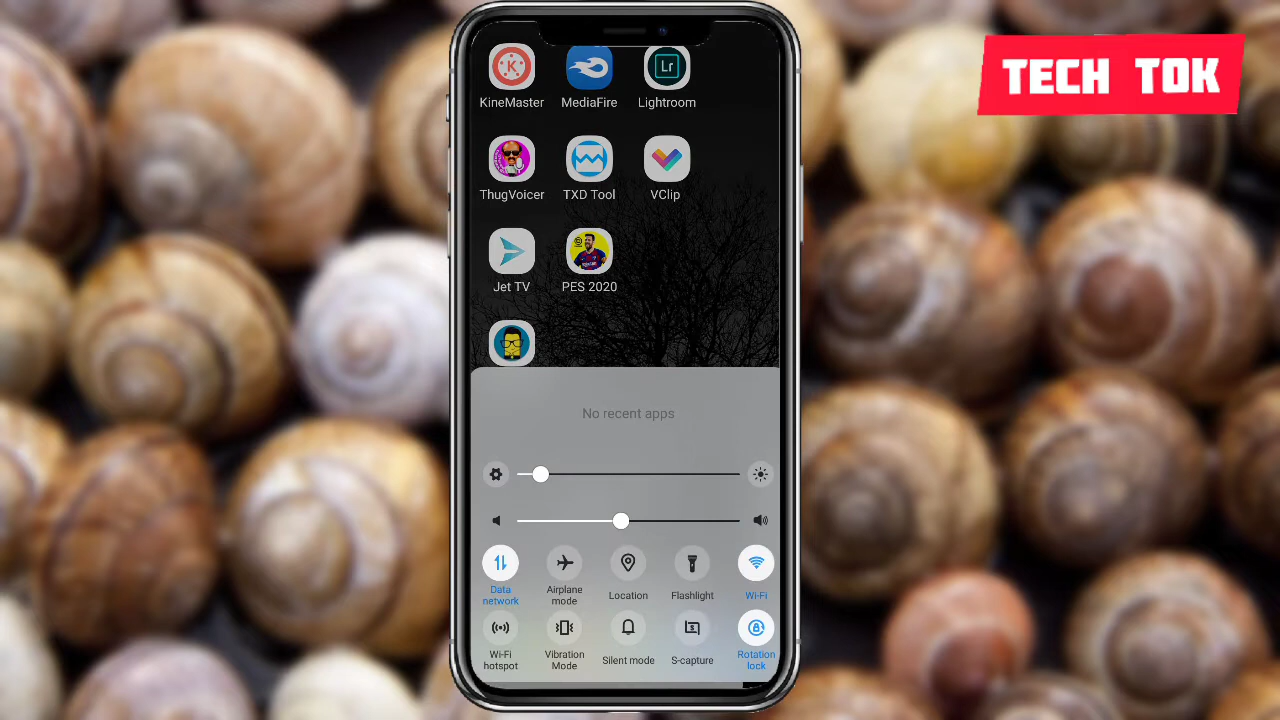 TECH TOK
KineMaster
MediaFire
Lightroom
Lr
ThugVoicer
TXD Tool
VClip
Jet TV
PES 2020
No recent apps
Data
network
Airplane
mode
Location
Flashlight
Wi-Fi
Wi-Fi
hotspot
Vibration
Mode
Silent mode
S-capture
Rotation
lock